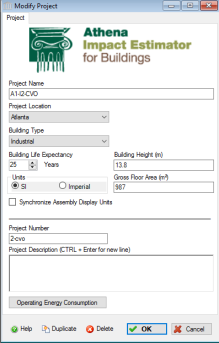 Modify Project
Project
Athena
Impact Estimator
for Buildings
Project Name
A1-I2-CVO
Project Location
Atlanta
Building Type
Industrial
Building Life Expectancy
Building Height (m)
25 Years
13.8
Units
Gross Floor Area (m²)
SI Imperial
987
Synchronize Assembly Display Units
Project Number
2-cvo
Project Description (CTRL + Enter for new line)
Operating Energy Consumption
Help Duplicate Delete OK Cancel